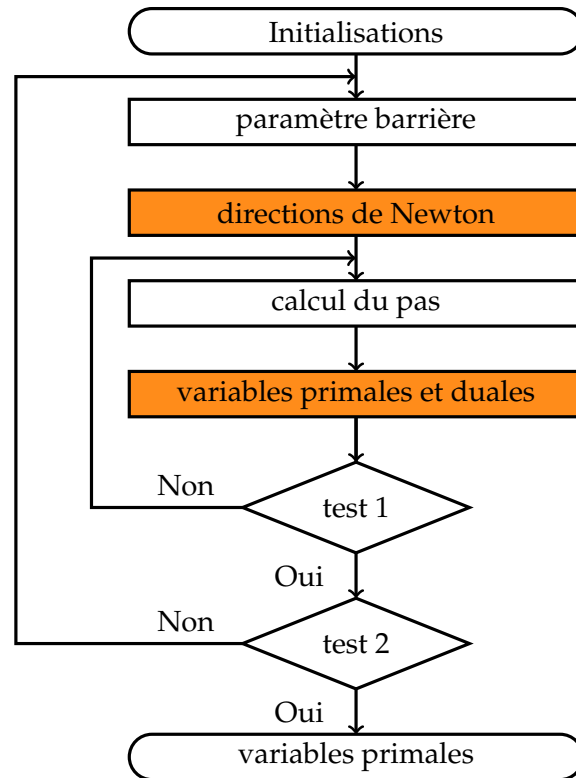 Initialisations
paramètre barrière
directions de Newton
calcul du pas
variables primales et duales
Non
test 1
Oui
Non
test 2
Oui
variables primales